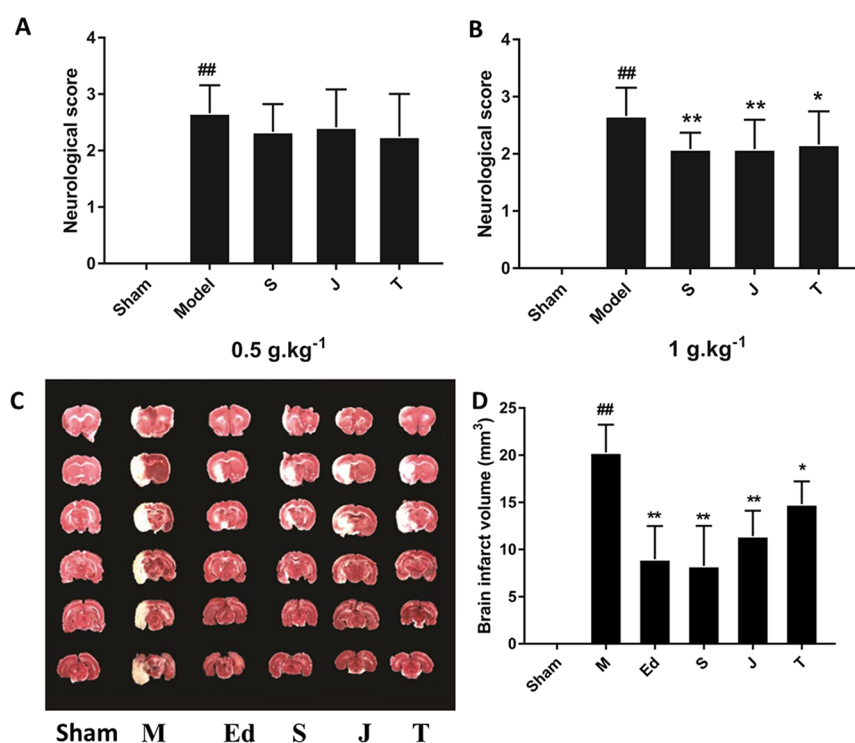 A
Neurological score
4
3
2
1
0
##
Sham
Model
S
J
T
0.5 g.kg-1
B
Neurological score
4
3
2
1
0
##
**
**
*
Sham
Model
S
J
T
1 g.kg-1
C
Sham M Ed S J T
D
Brain infarct volume (mm3)
25
20
15
10
5
0
##
**
**
**
*
Sham
M
Ed
S
J
T